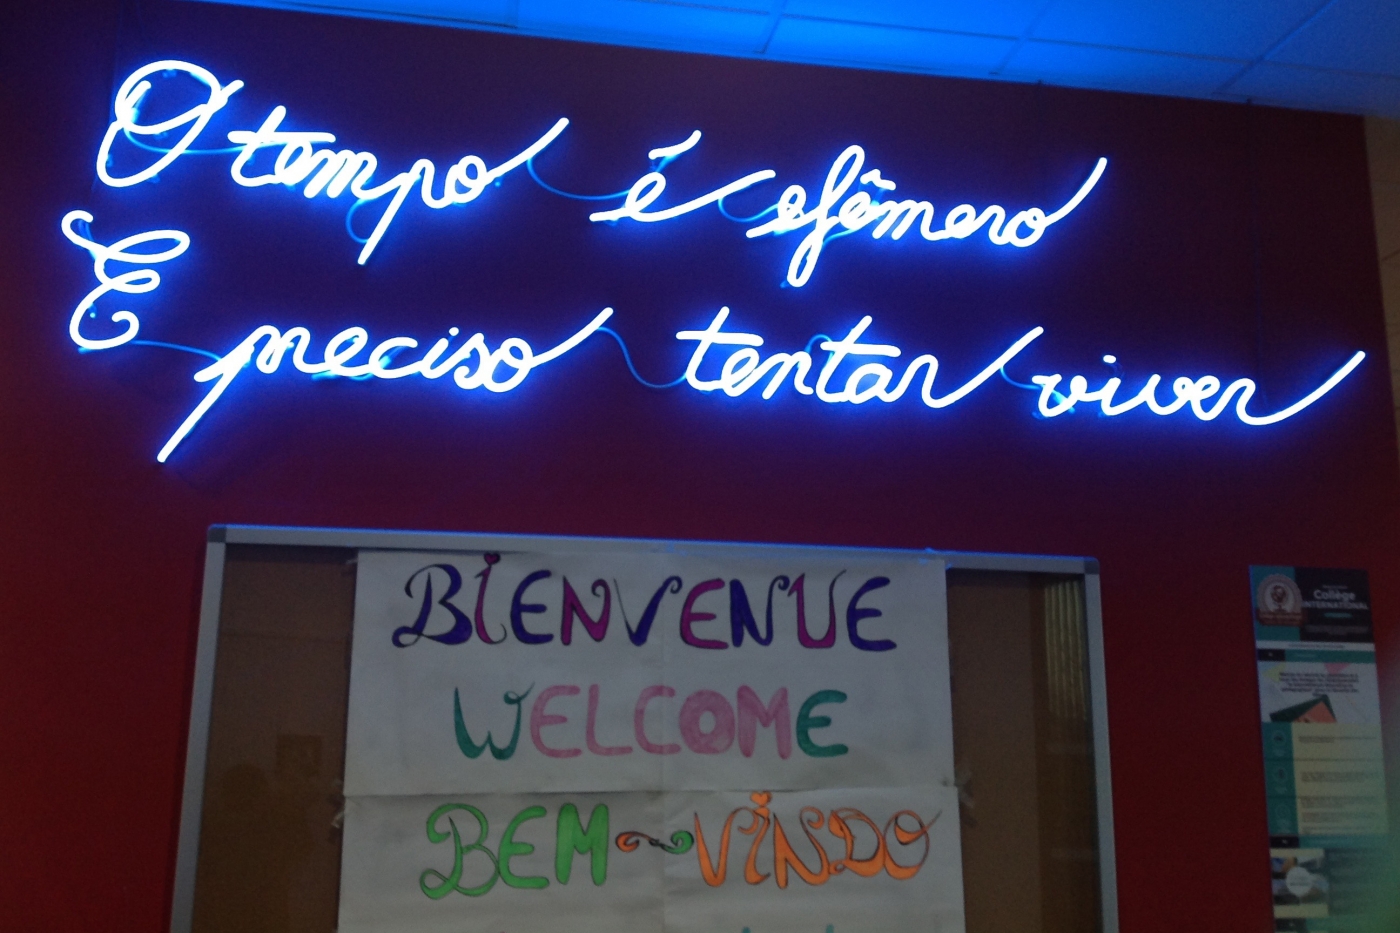 O tempo é efêmero
E preciso tentar viver
BIENVENUE
WELCOME
BEM~VINDO
Collège
INTERNATIONAL